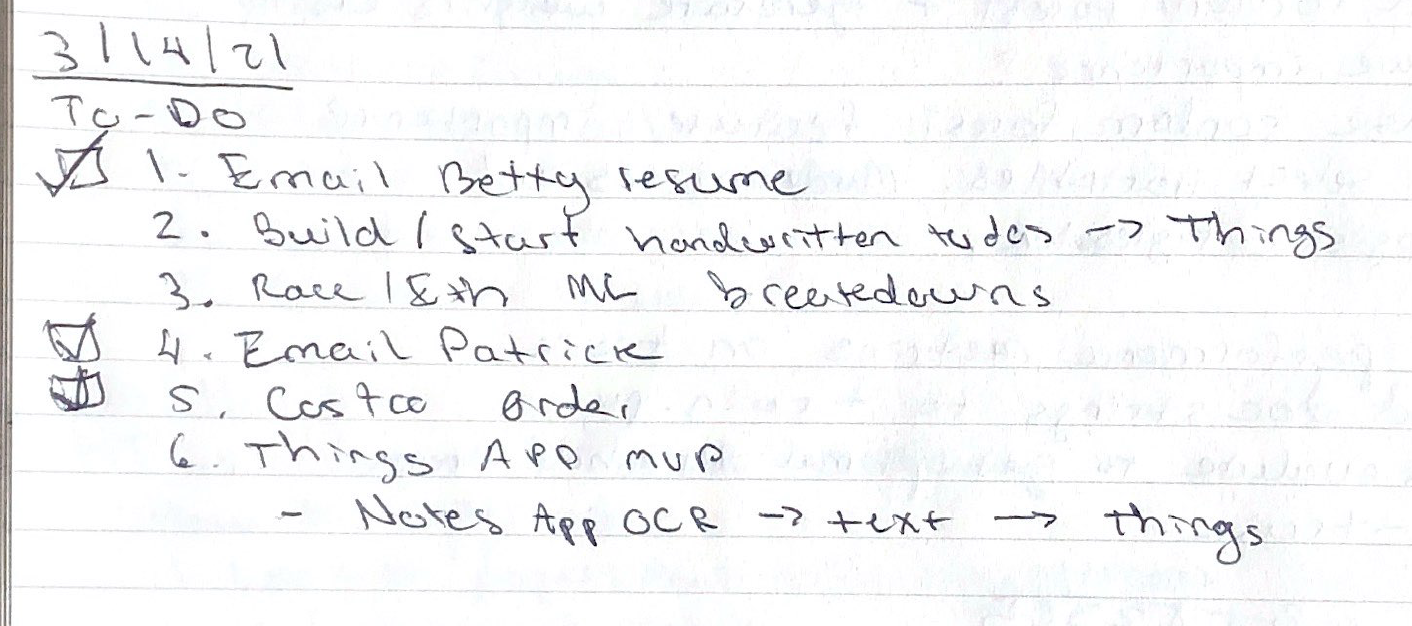 3/14/21
To-Do
☑ 1. Email Betty resume
2. Build / Start handwritten todos -> Things
3. Race / Eth ML breakdowns
☑ 4. Email Patrick
☑ 5. Costco order
6. Things App MVP
- Notes App OCR -> text -> things